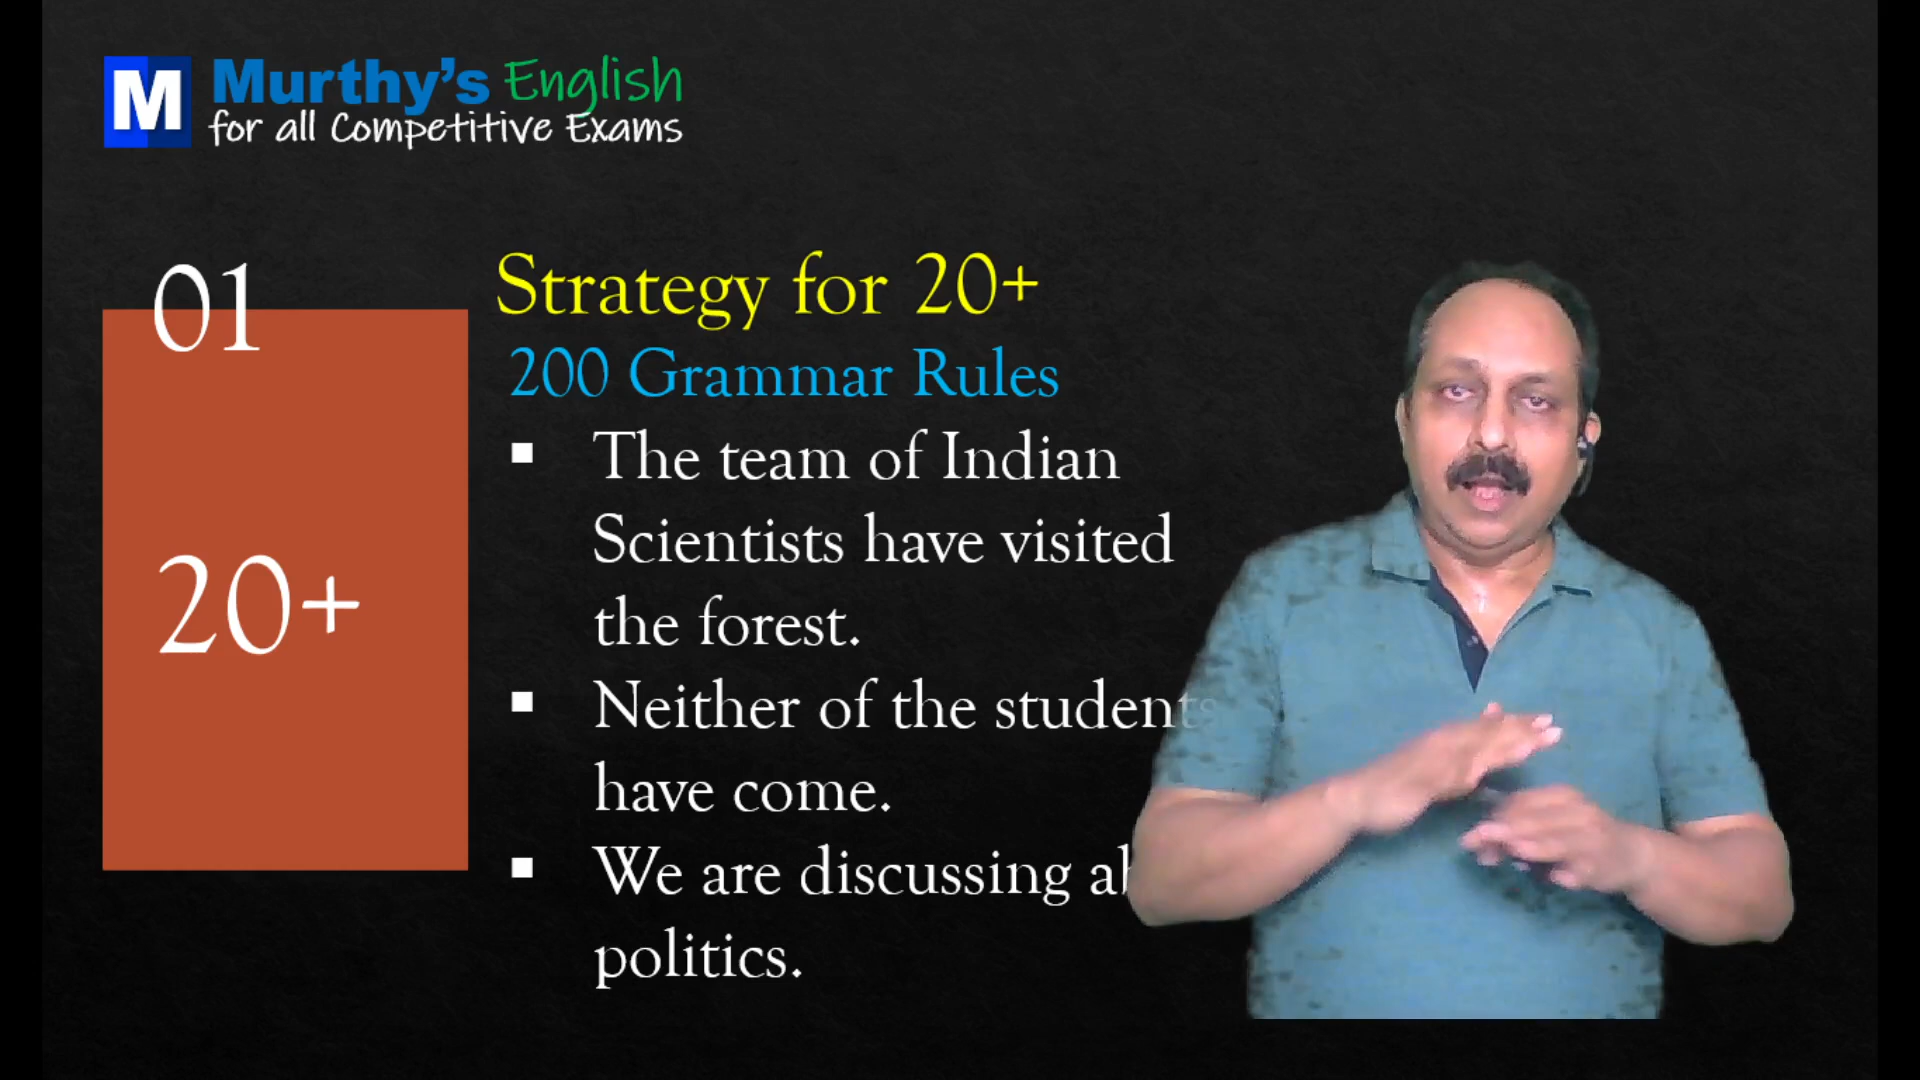 M Murthy's English
for all Competitive Exams
01
20+
Strategy for 20+
200 Grammar Rules
▪ The team of Indian
Scientists have visited
the forest.
▪ Neither of the students
have come.
▪ We are discussing
politics.